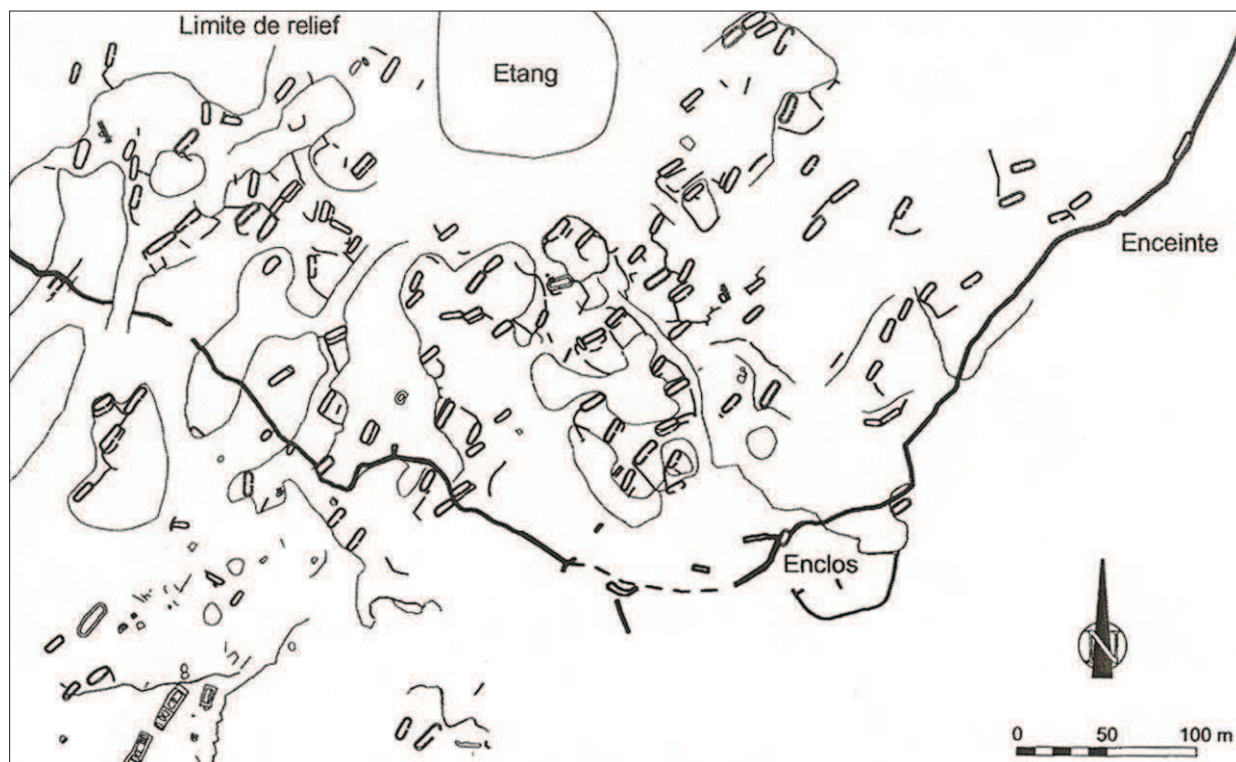 Limite de relief
Etang
Enceinte
Enclos
N
0 50 100 m